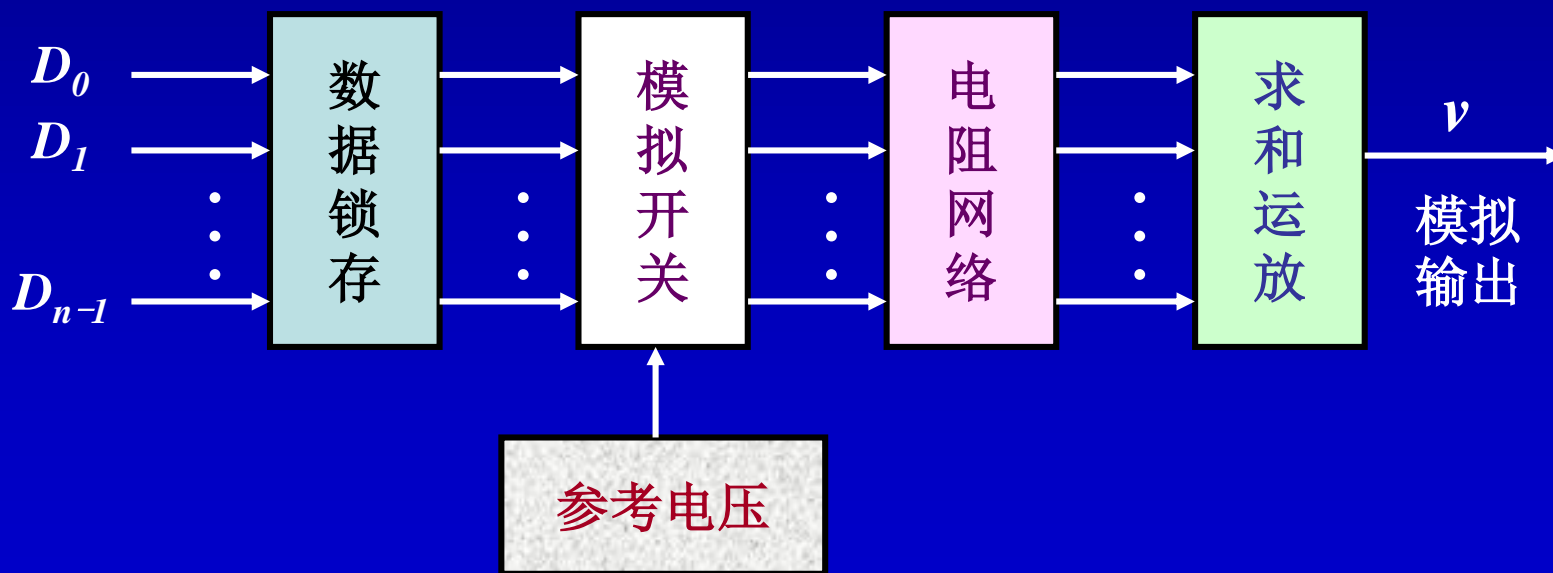 D0
D1
Dn-1
数据锁存
模拟开关
电阻网络
求和运放
v
模拟
输出
参考电压